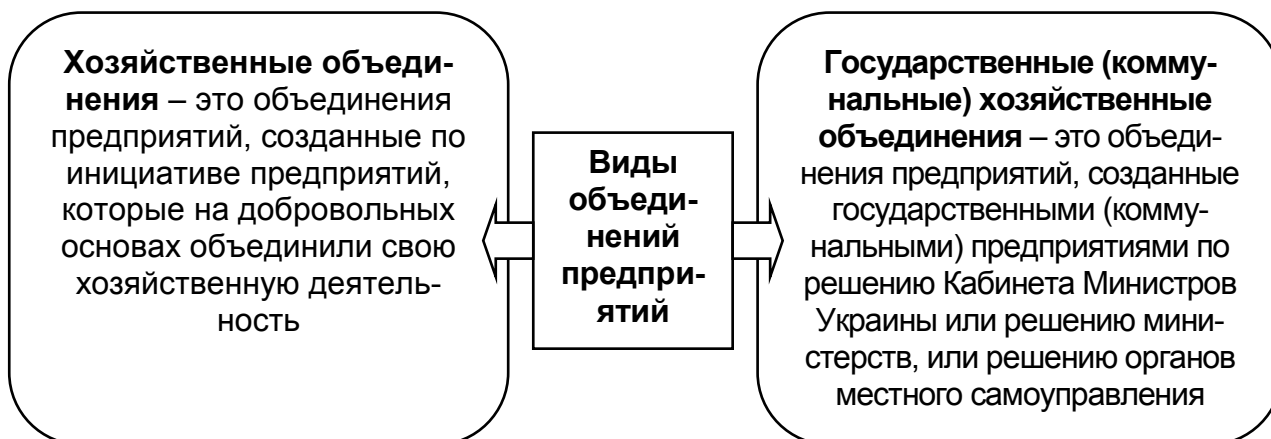 Хозяйственные объеди-
нения – это объединения
предприятий, созданные по
инициативе предприятий,
которые на добровольных
основах объединили свою
хозяйственную деятель-
ность
Виды
объеди-
нений
предпри-
ятий
Государственные (комму-
нальные) хозяйственные
объединения – это объеди-
нения предприятий, созданные
государственными (комму-
нальными) предприятиями по
решению Кабинета Министров
Украины или решению мини-
стерств, или решению органов
местного самоуправления